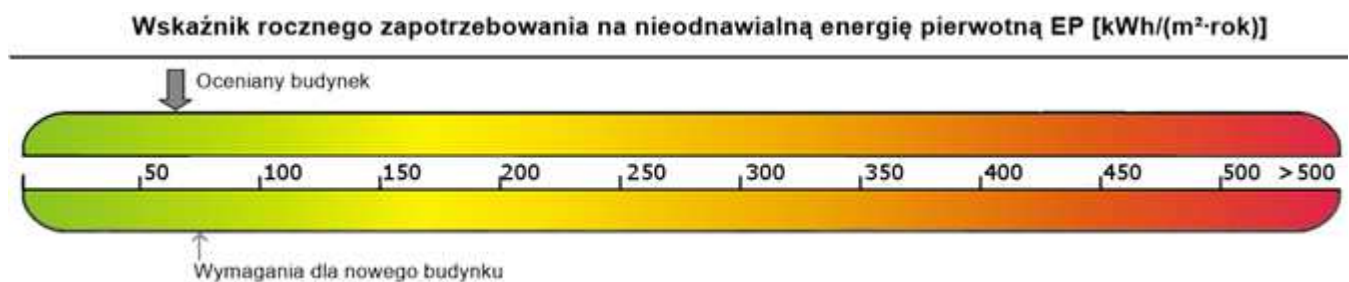 Wskaźnik rocznego zapotrzebowania na nieodnawialną energię pierwotną EP [kWh/(m²·rok)]
Oceniany budynek
50 100 150 200 250 300 350 400 450 500 >500
Wymagania dla nowego budynku